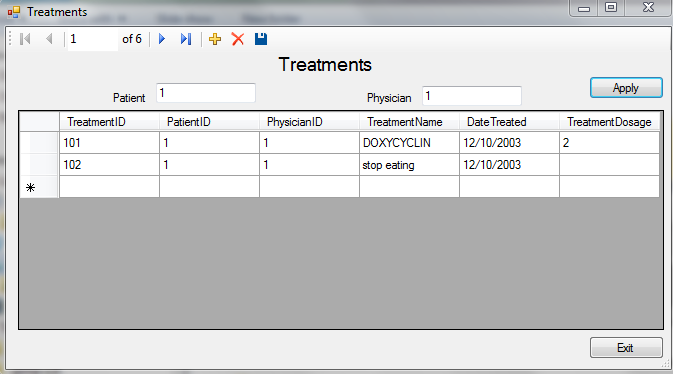 Treatments
1 of 6
Treatments
Patient 1 Physician 1 Apply
TreatmentID PatientID PhysicianID TreatmentName DateTreated TreatmentDosage
101 1 1 DOXYCYCLIN 12/10/2003 2
102 1 1 stop eating 12/10/2003
Exit